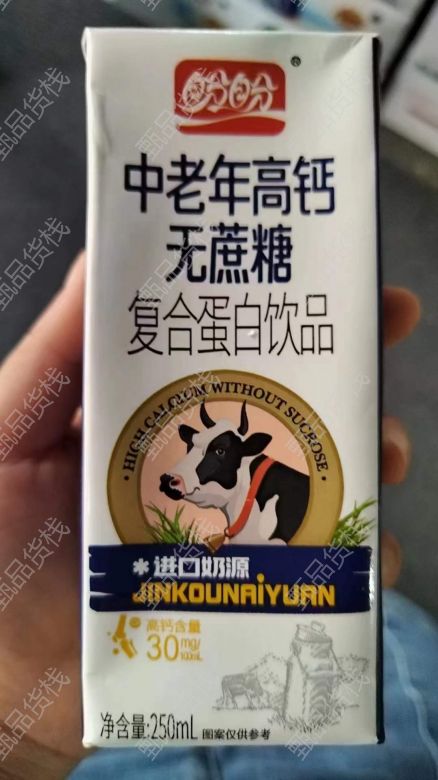 盼盼®
中老年高钙
无蔗糖
复合蛋白饮品
·HIGH CALCIUM WITHOUT SUCROSE·
*进口奶源
JINKOUNAIYUAN
高钙含量
30mg/100mL
净含量:250mL 图案仅供参考
甄品货栈